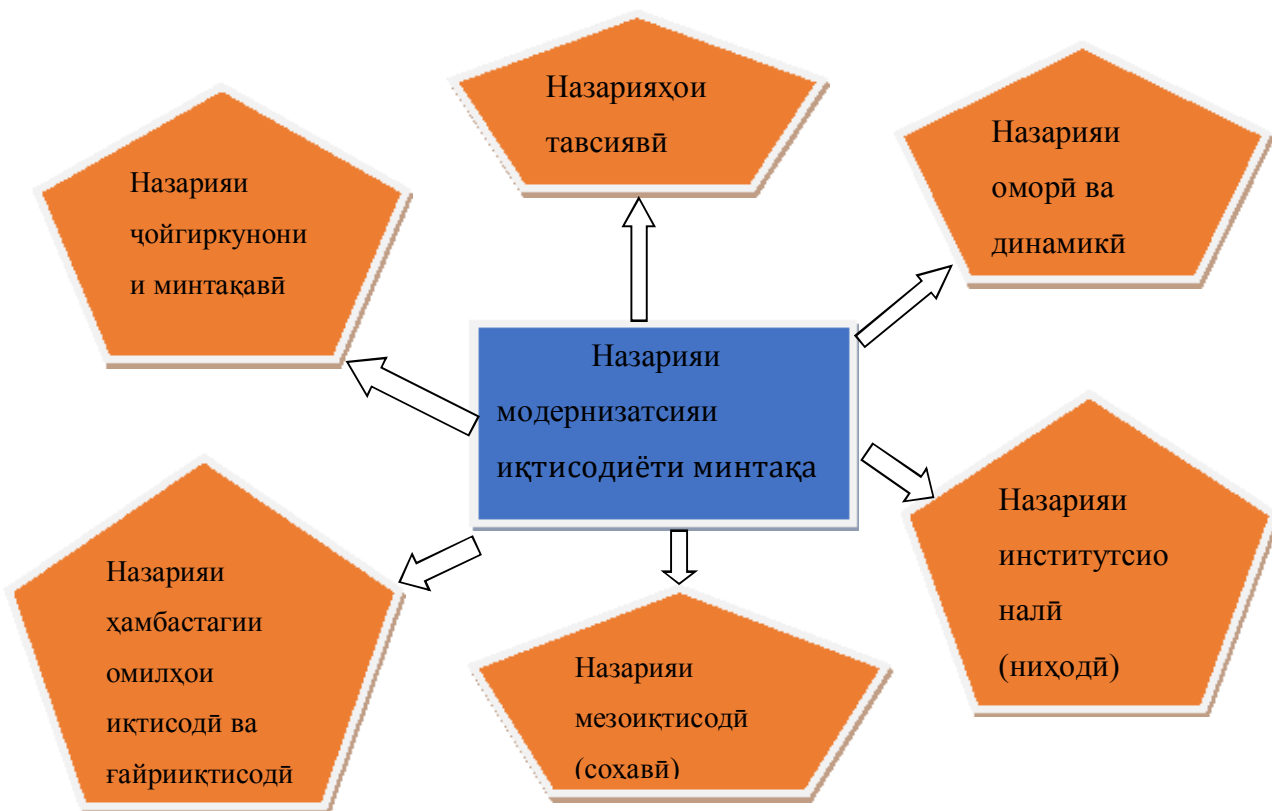 Назарияҳои
тавсиявӣ
Назарияи
ҷойгиркунони
и минтақавӣ
Назарияи
оморӣ ва
динамикӣ
Назарияи
модернизатсияи
иқтисодиёти минтақа
Назарияи
ҳамбастагии
омилҳои
иқтисодӣ ва
ғайрииқтисодӣ
Назарияи
мезоиқтисодӣ
(соҳавӣ)
Назарияи
институтсио
налӣ
(ниҳодӣ)